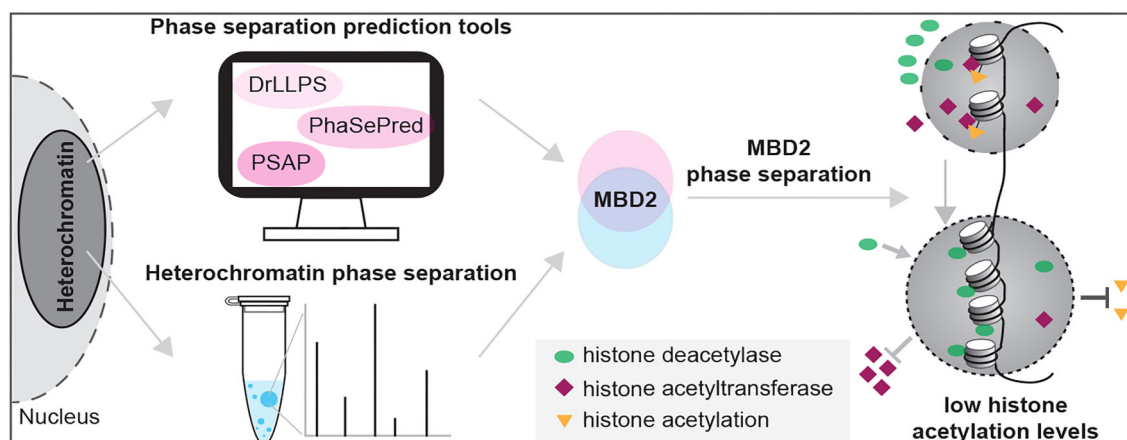 Phase separation prediction tools
DrLLPS
PhaSePred
PSAP
Heterochromatin
Nucleus
Heterochromatin phase separation
MBD2
MBD2
phase separation
histone deacetylase
histone acetyltransferase
histone acetylation
low histone
acetylation levels